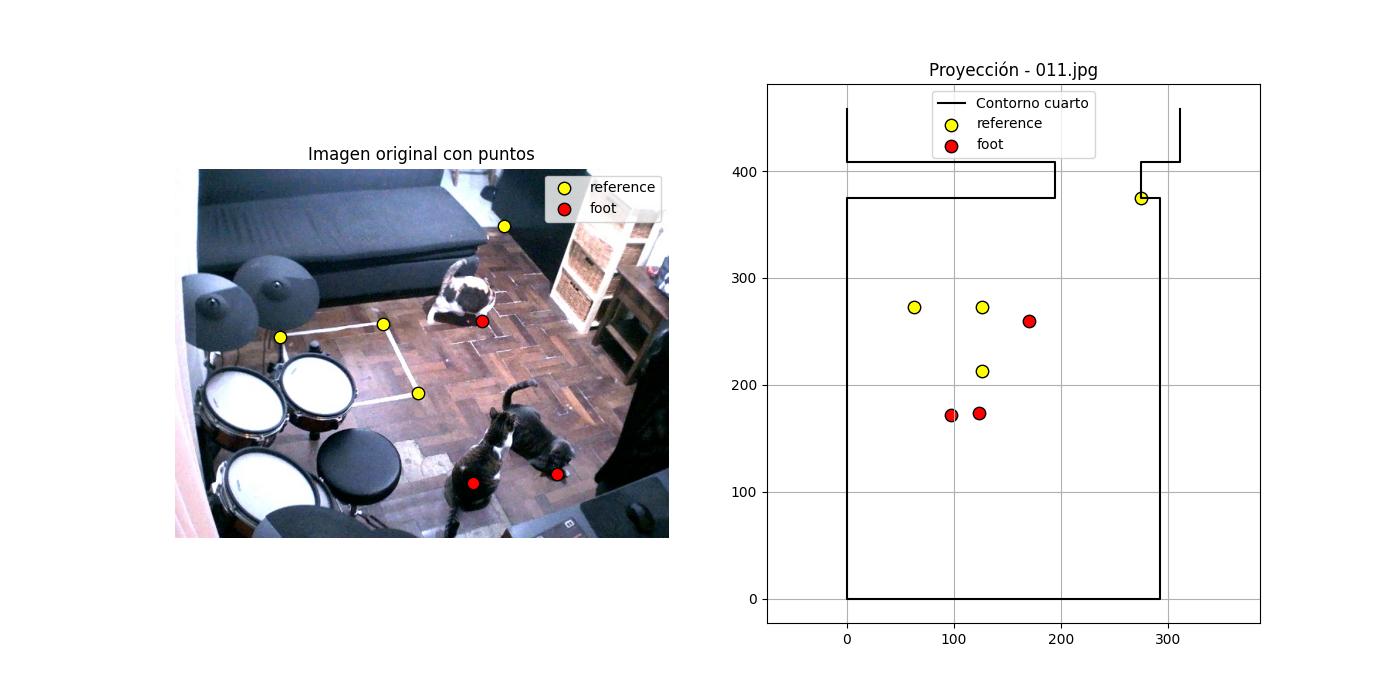 Imagen original con puntos
reference
foot
Proyección - 011.jpg
Contorno cuarto
reference
foot
400
300
200
100
0
0
100
200
300